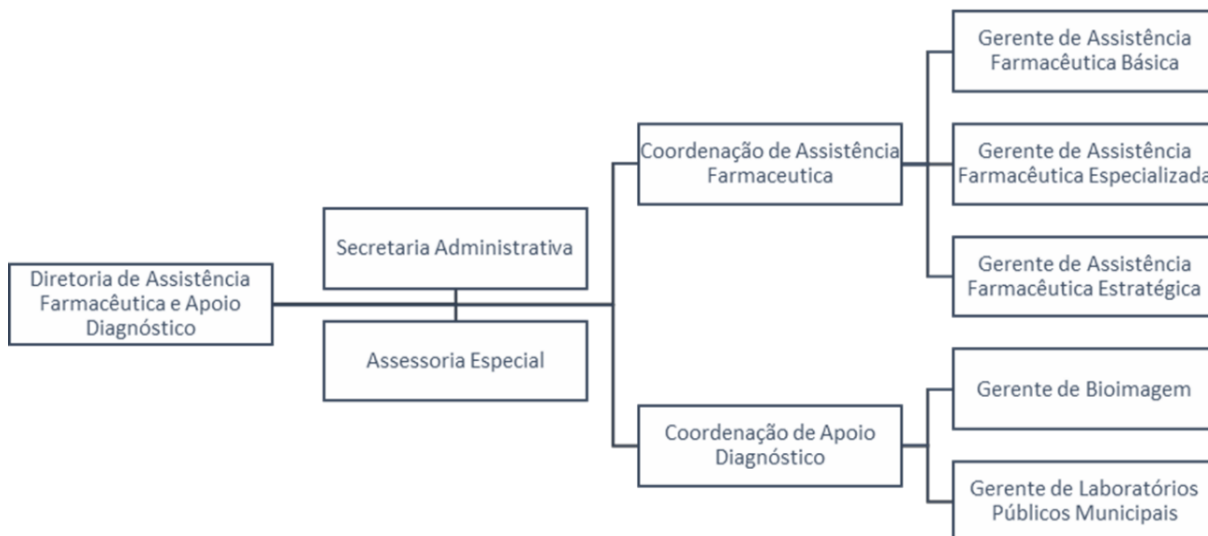 Diretoria de Assistência
Farmacêutica e Apoio
Diagnóstico
Secretaria Administrativa
Assessoria Especial
Coordenação de Assistência
Farmaceutica
Coordenação de Apoio
Diagnóstico
Gerente de Assistência
Farmacêutica Básica
Gerente de Assistência
Farmacêutica Especializada
Gerente de Assistência
Farmacêutica Estratégica
Gerente de Bioimagem
Gerente de Laboratórios
Públicos Municipais